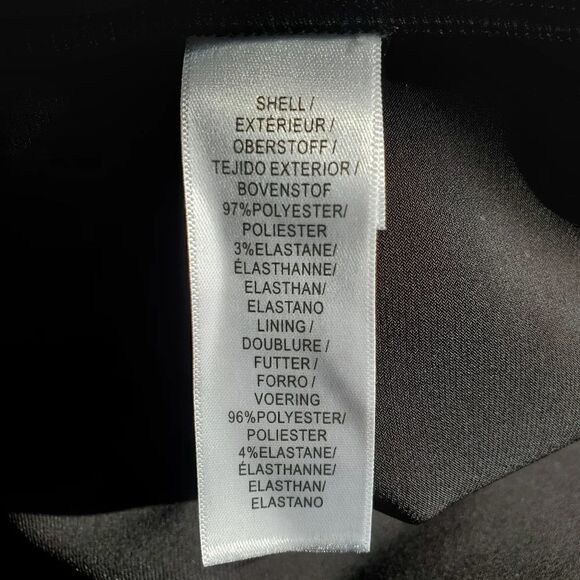 SHELL /
EXTÉRIEUR /
OBERSTOFF /
TEJIDO EXTERIOR /
BOVENSTOF
97%POLYESTER/
POLIESTER
3%ELASTANE/
ÉLASTHANNE/
ELASTHAN/
ELASTANO
LINING /
DOUBLURE /
FUTTER /
FORRO /
VOERING
96%POLYESTER/
POLIESTER
4%ELASTANE/
ÉLASTHANNE/
ELASTHAN/
ELASTANO